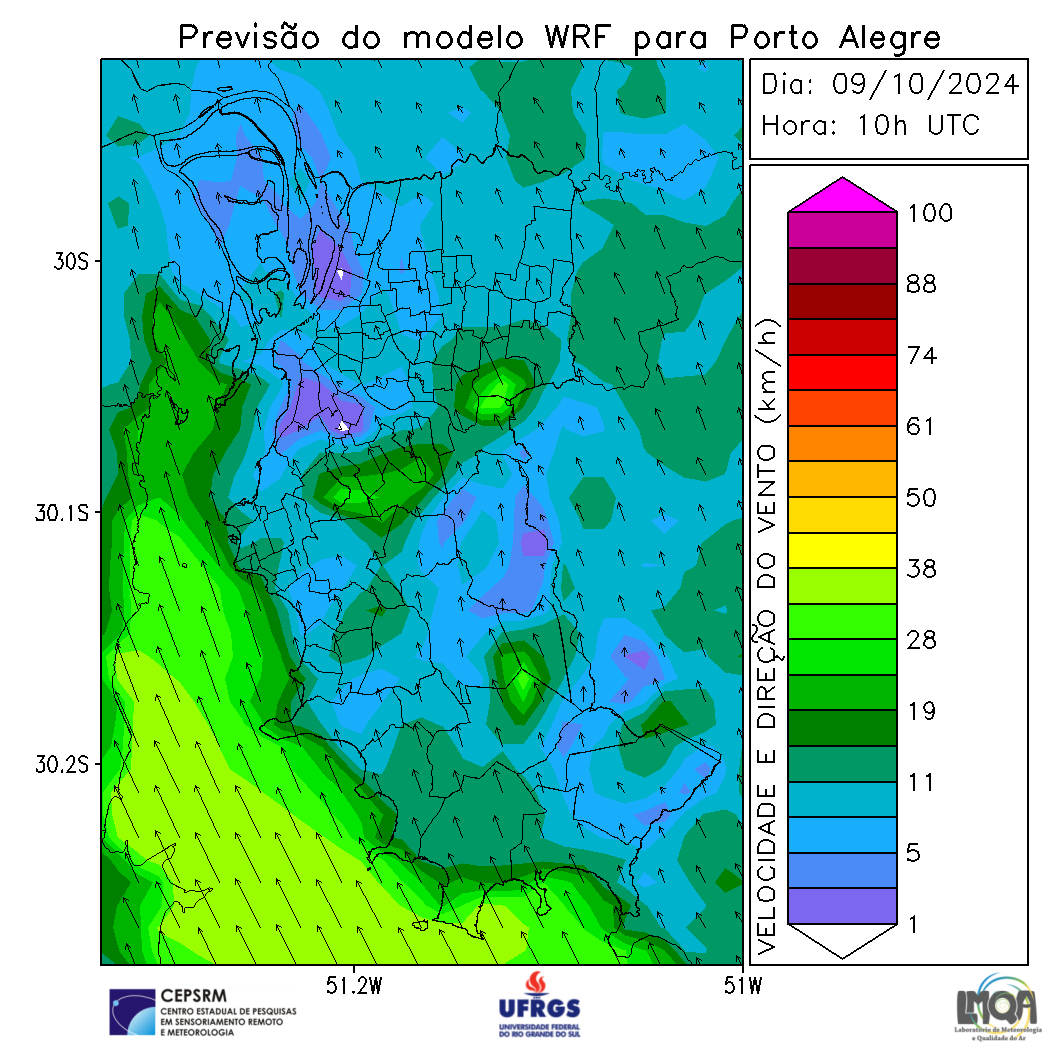 Previsão do modelo WRF para Porto Alegre
Dia: 09/10/2024
Hora: 10h UTC
30S
30.1S
30.2S
51.2W
51W
VELOCIDADE E DIREÇÃO DO VENTO (km/h)
100
88
74
61
50
38
28
19
11
5
1
CEPSRM
CENTRO ESTADUAL DE PESQUISAS
EM SENSORIAMENTO REMOTO
E METEOROLOGIA
UFRGS
UNIVERSIDADE FEDERAL
DO RIO GRANDE DO SUL
LMQA
Laboratório de Meteorologia
e Qualidade do Ar